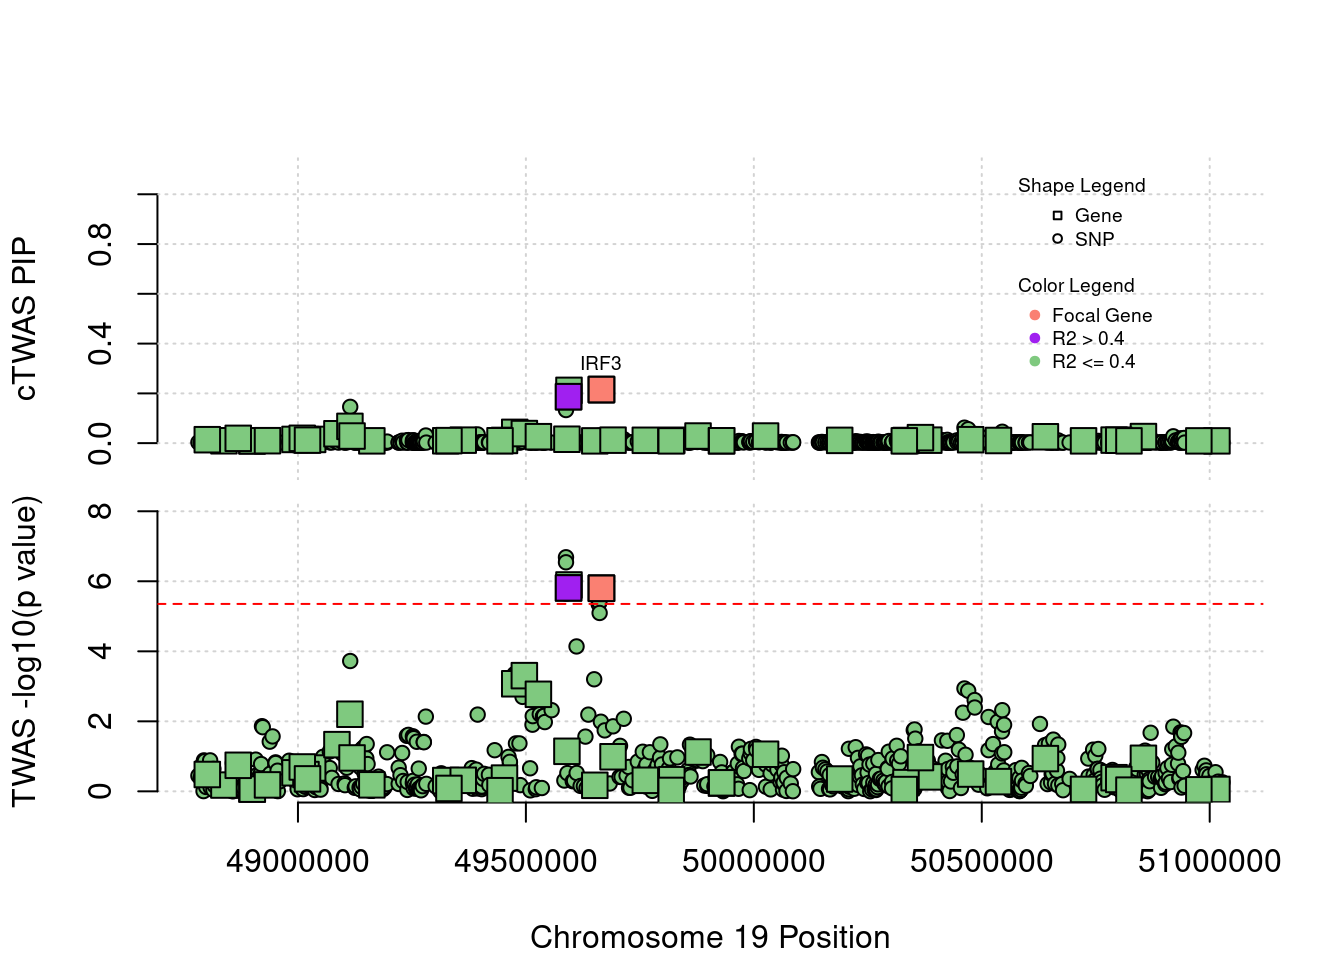 Shape Legend
Gene
SNP
Color Legend
Focal Gene
R2 > 0.4
R2 <= 0.4
IRF3
cTWAS PIP
0.8
0.4
0.0
TWAS -log10(p value)
8
6
4
2
0
49000000 49500000 50000000 50500000 51000000
Chromosome 19 Position